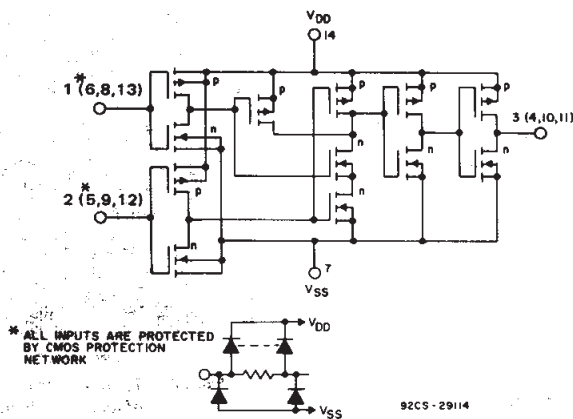 VDD
14
*
1 (6,8,13)
p
p
p
p
p
n
3 (4,10,11)
n
n
n
*
2 (5,9,12)
p
n
n
7
VSS
* ALL INPUTS ARE PROTECTED
BY CMOS PROTECTION
NETWORK
VDD
VSS
92CS-29114